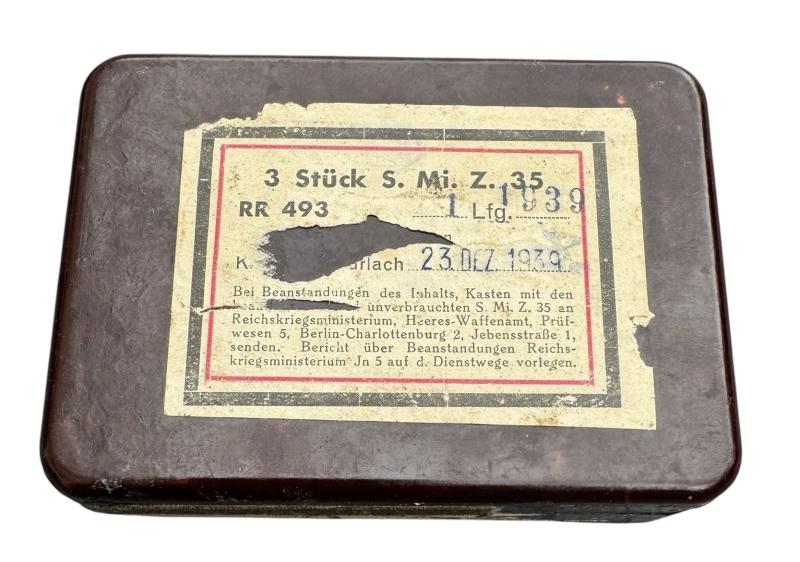 3 Stück S. Mi. Z. 35
RR 493 1 Lfg. 1939
K urlach 23 DEZ 1939
Bei Beanstandungen des Inhalts, Kasten mit den
unverbrauchten S. Mi. Z. 35 an
Reichskriegsministerium, Heeres-Waffenamt, Prüf-
wesen 5, Berlin-Charlottenburg 2, Jebensstraße 1,
senden. Bericht über Beanstandungen Reichs-
kriegsministerium Jn 5 auf d. Dienstwege vorlegen.